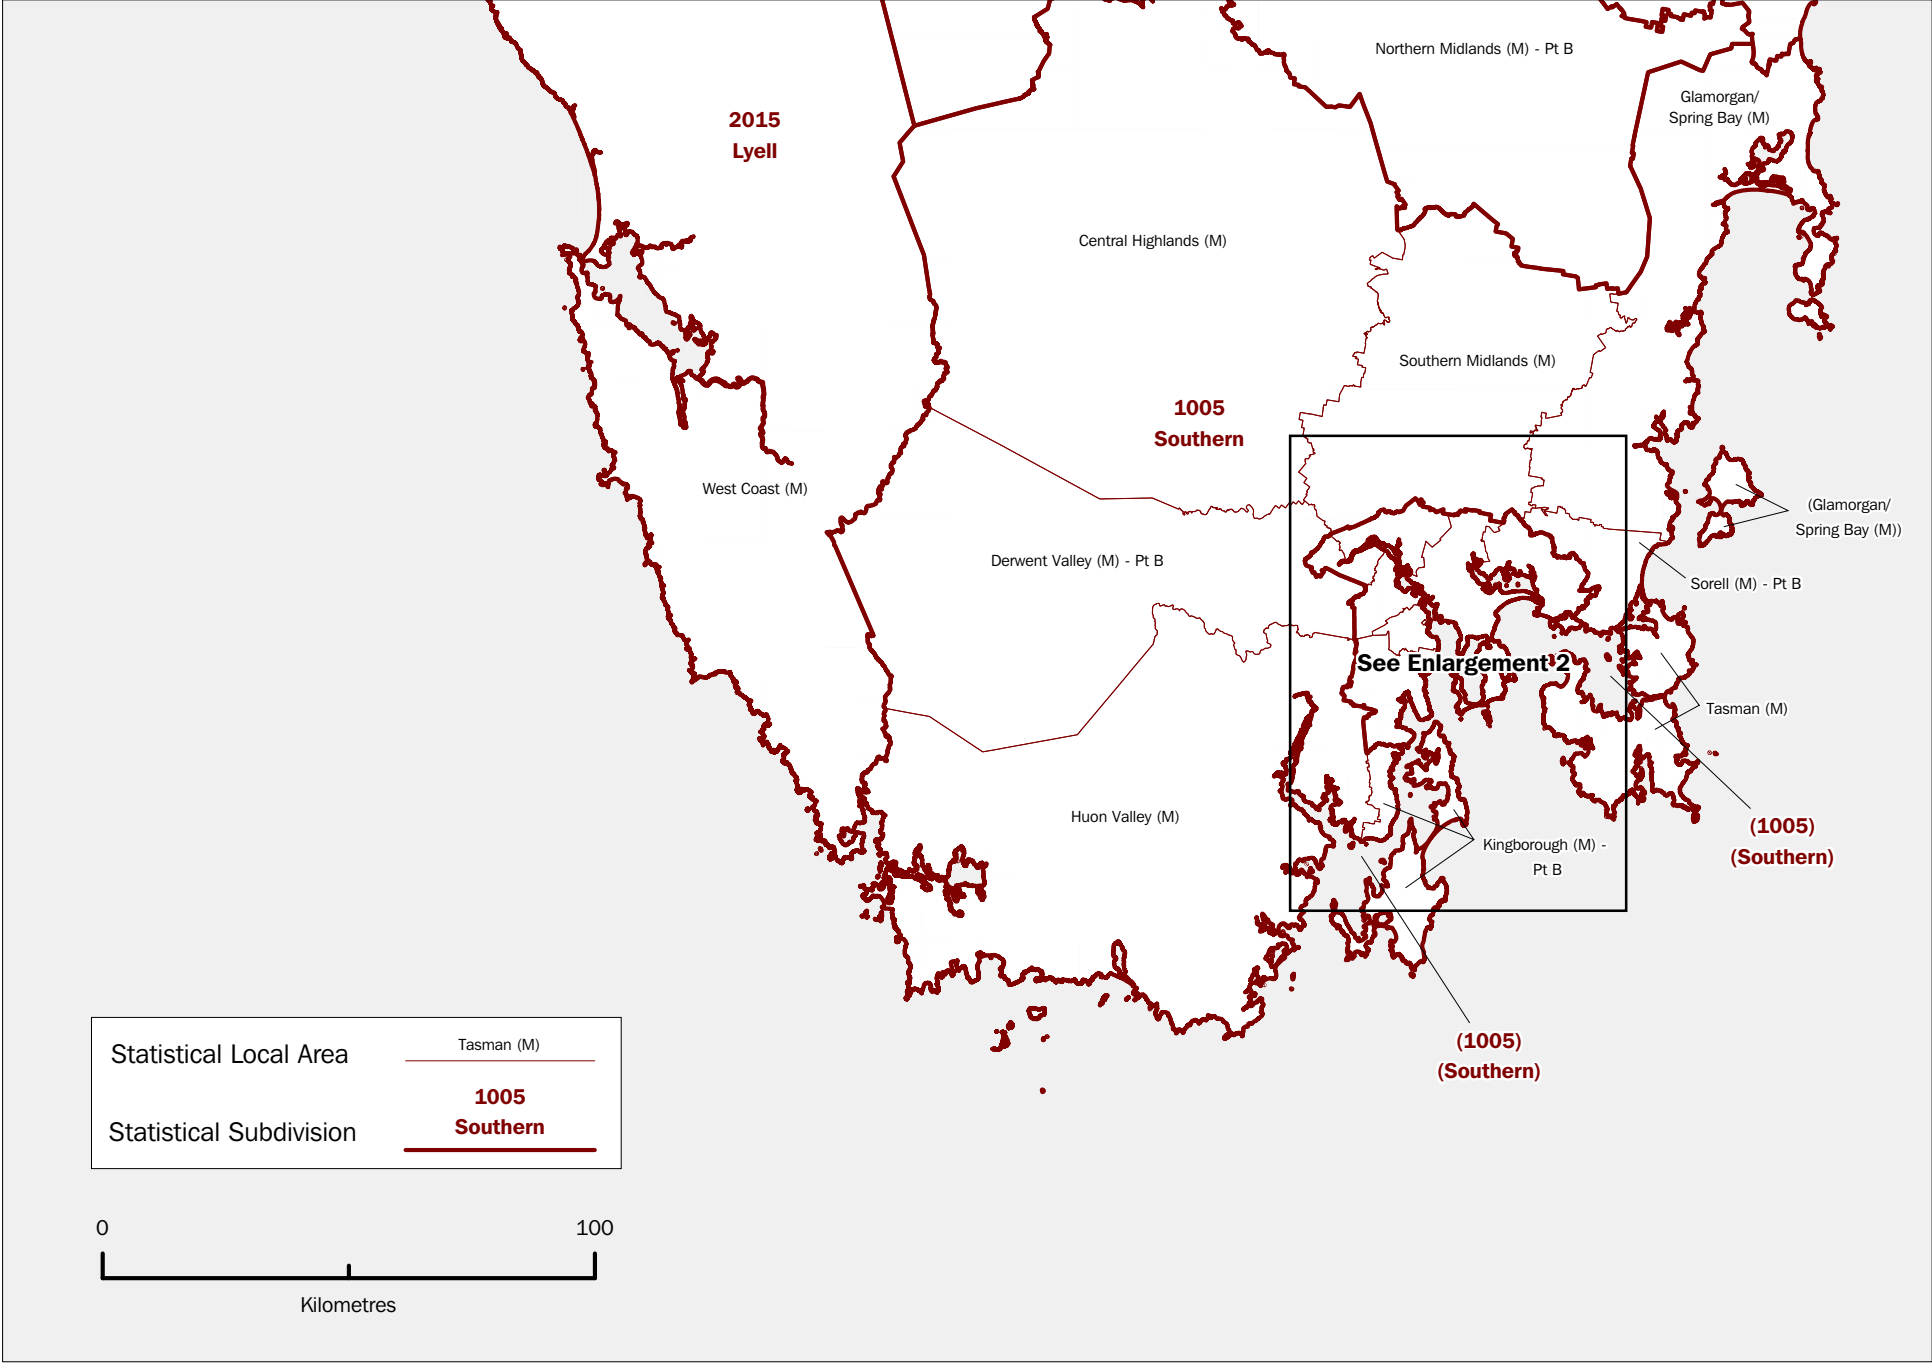 Northern Midlands (M) - Pt B
Glamorgan/
Spring Bay (M)
2015
Lyell
Central Highlands (M)
Southern Midlands (M)
1005
Southern
West Coast (M)
(Glamorgan/
Spring Bay (M))
Derwent Valley (M) - Pt B
Sorell (M) - Pt B
See Enlargement 2
Tasman (M)
Huon Valley (M)
(1005)
(Southern)
Kingborough (M) -
Pt B
(1005)
(Southern)
Statistical Local Area
Tasman (M)
1005
Southern
Statistical Subdivision
0 100
Kilometres